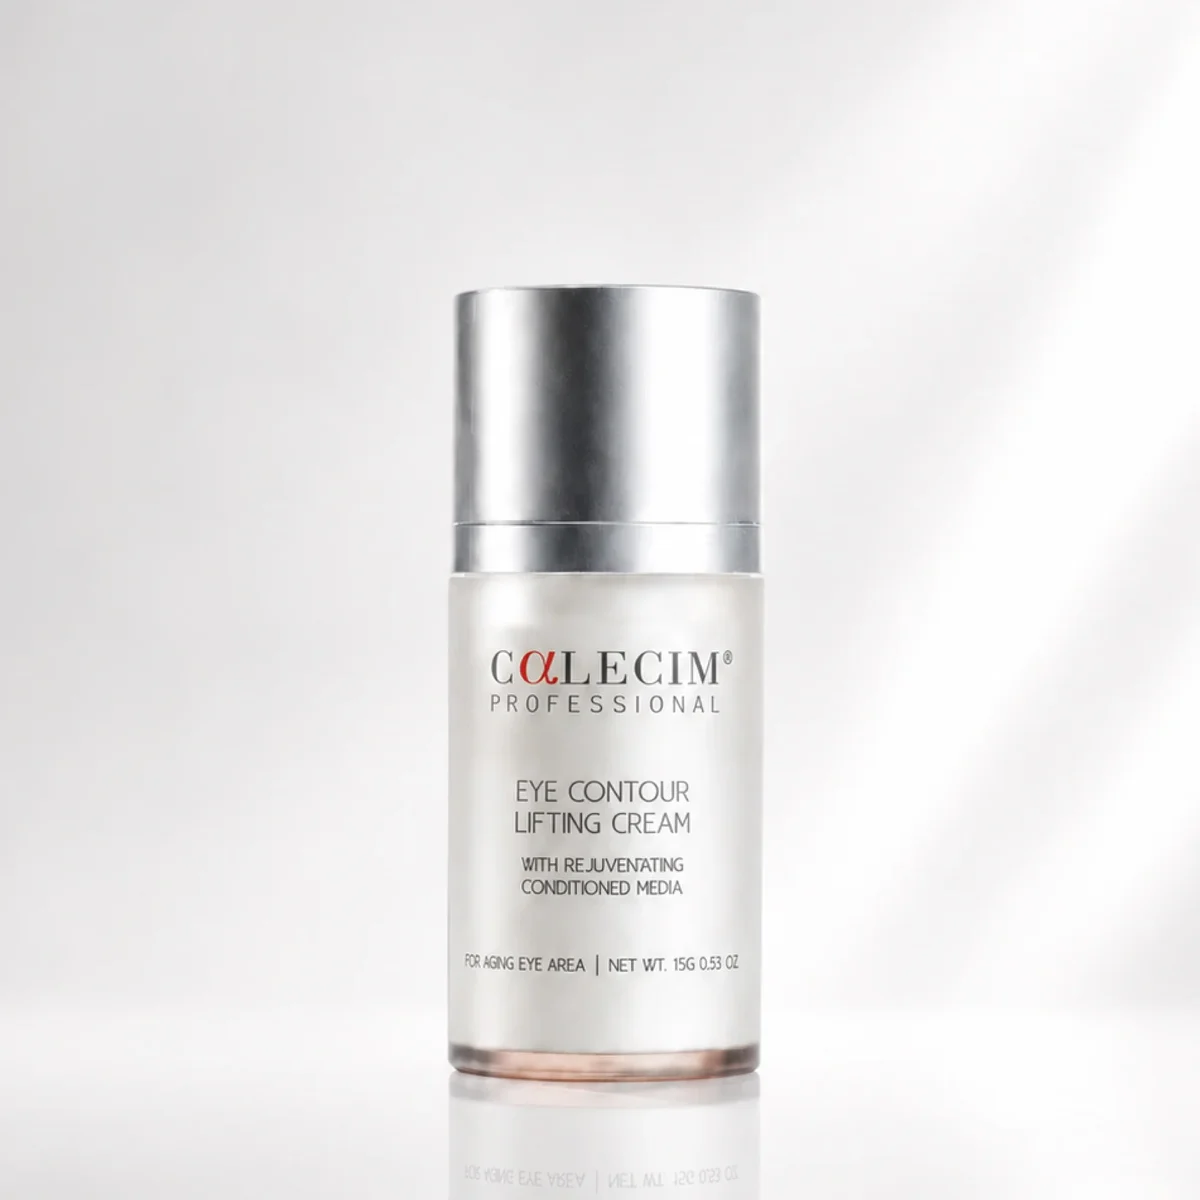 CαLECIM®
PROFESSIONAL
EYE CONTOUR
LIFTING CREAM
WITH REJUVENATING
CONDITIONED MEDIA
FOR AGING EYE AREA | NET WT. 15G 0.53 OZ